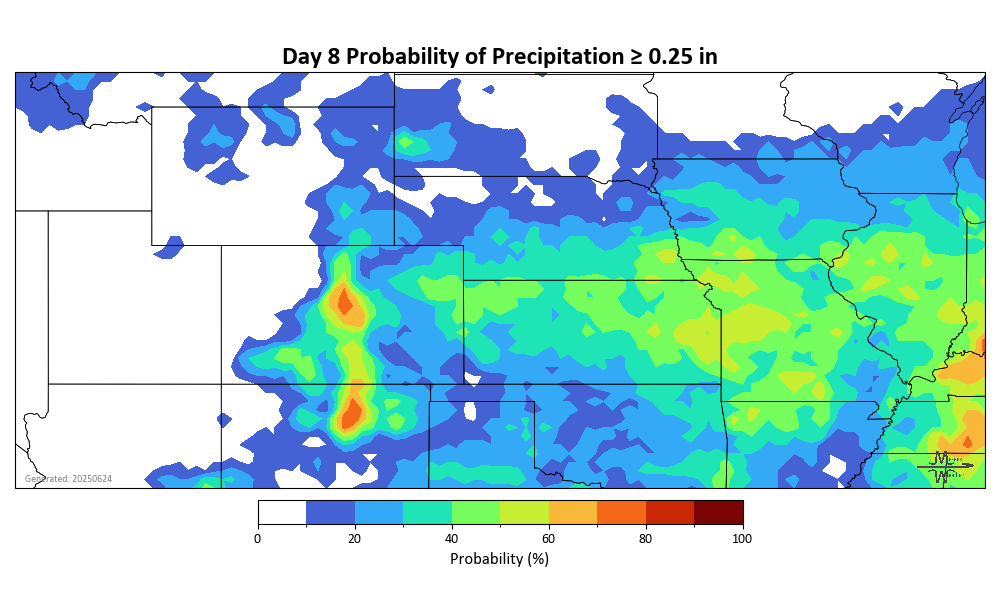 Day 8 Probability of Precipitation ≥ 0.25 in
Generated: 20250624
0 20 40 60 80 100
Probability (%)